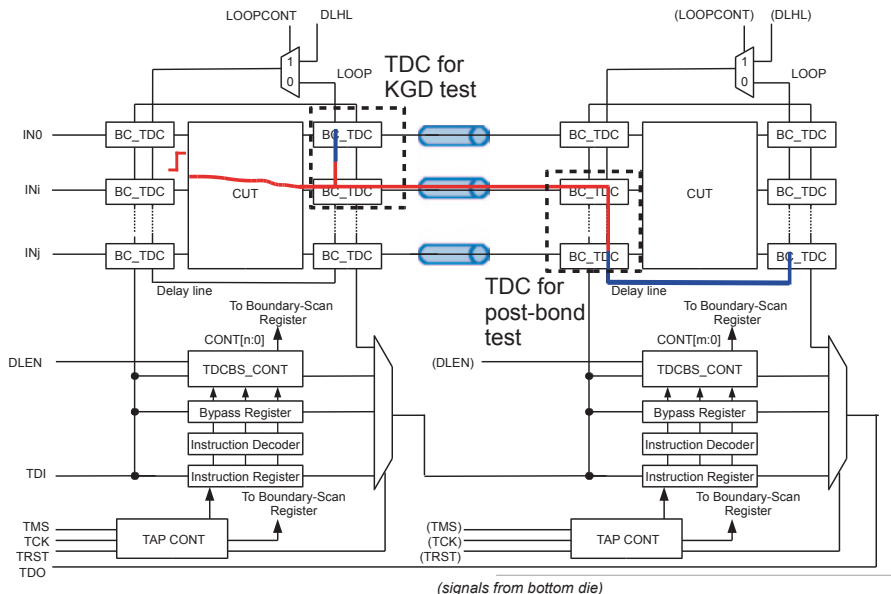 LOOPCONT
DLHL
(LOOPCONT)
(DLHL)
1
0
LOOP
TDC for
KGD test
1
0
LOOP
IN0
BC_TDC
BC_TDC
BC_TDC
BC_TDC
CUT
CUT
INi
BC_TDC
BC_TDC
BC_TDC
BC_TDC
INj
BC_TDC
BC_TDC
BC_TDC
BC_TDC
Delay line
TDC for
post-bond
test
Delay line
To Boundary-Scan
Register
To Boundary-Scan
Register
CONT[n:0]
CONT[m:0]
DLEN
TDCBS_CONT
(DLEN)
TDCBS_CONT
Bypass Register
Bypass Register
Instruction Decoder
Instruction Decoder
TDI
Instruction Register
Instruction Register
To Boundary-Scan
Register
To Boundary-Scan
Register
TMS
TCK
TRST
TDO
TAP CONT
(TMS)
(TCK)
(TRST)
TAP CONT
(signals from bottom die)